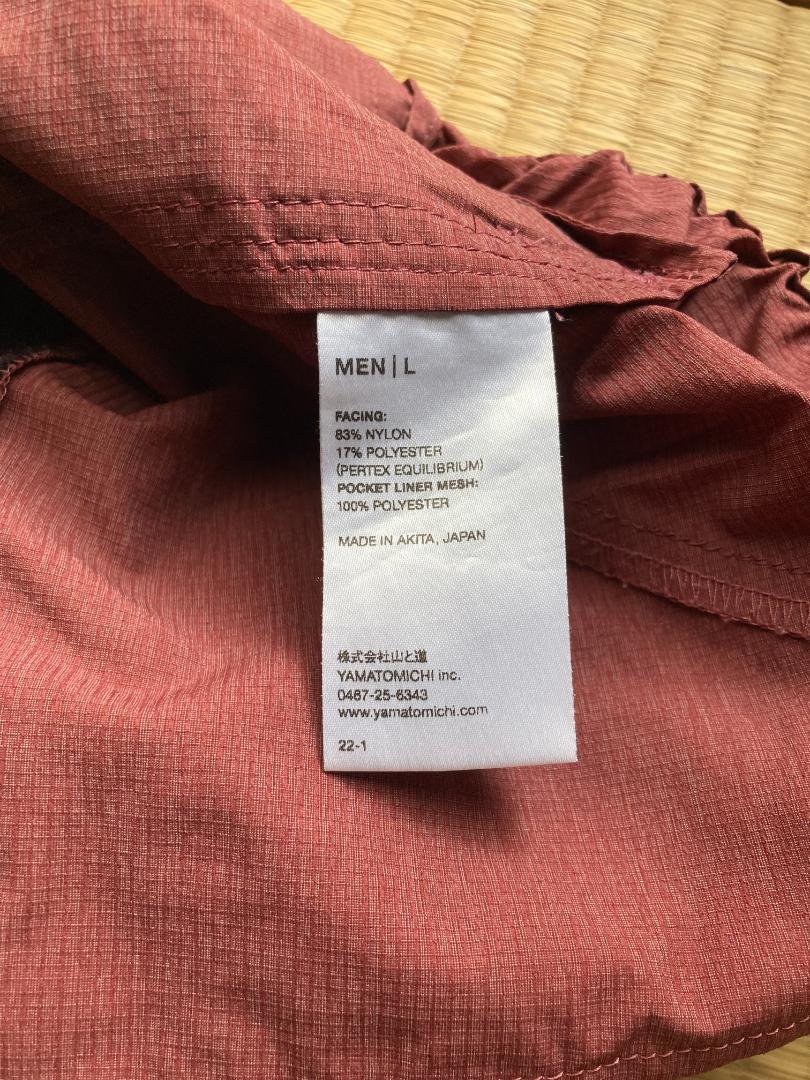 MEN | L
FACING:
83% NYLON
17% POLYESTER
(PERTEX EQUILIBRIUM)
POCKET LINER MESH:
100% POLYESTER
MADE IN AKITA, JAPAN
株式会社山と道
YAMATOMICHI inc.
0467-25-6343
www.yamatomichi.com
22-1